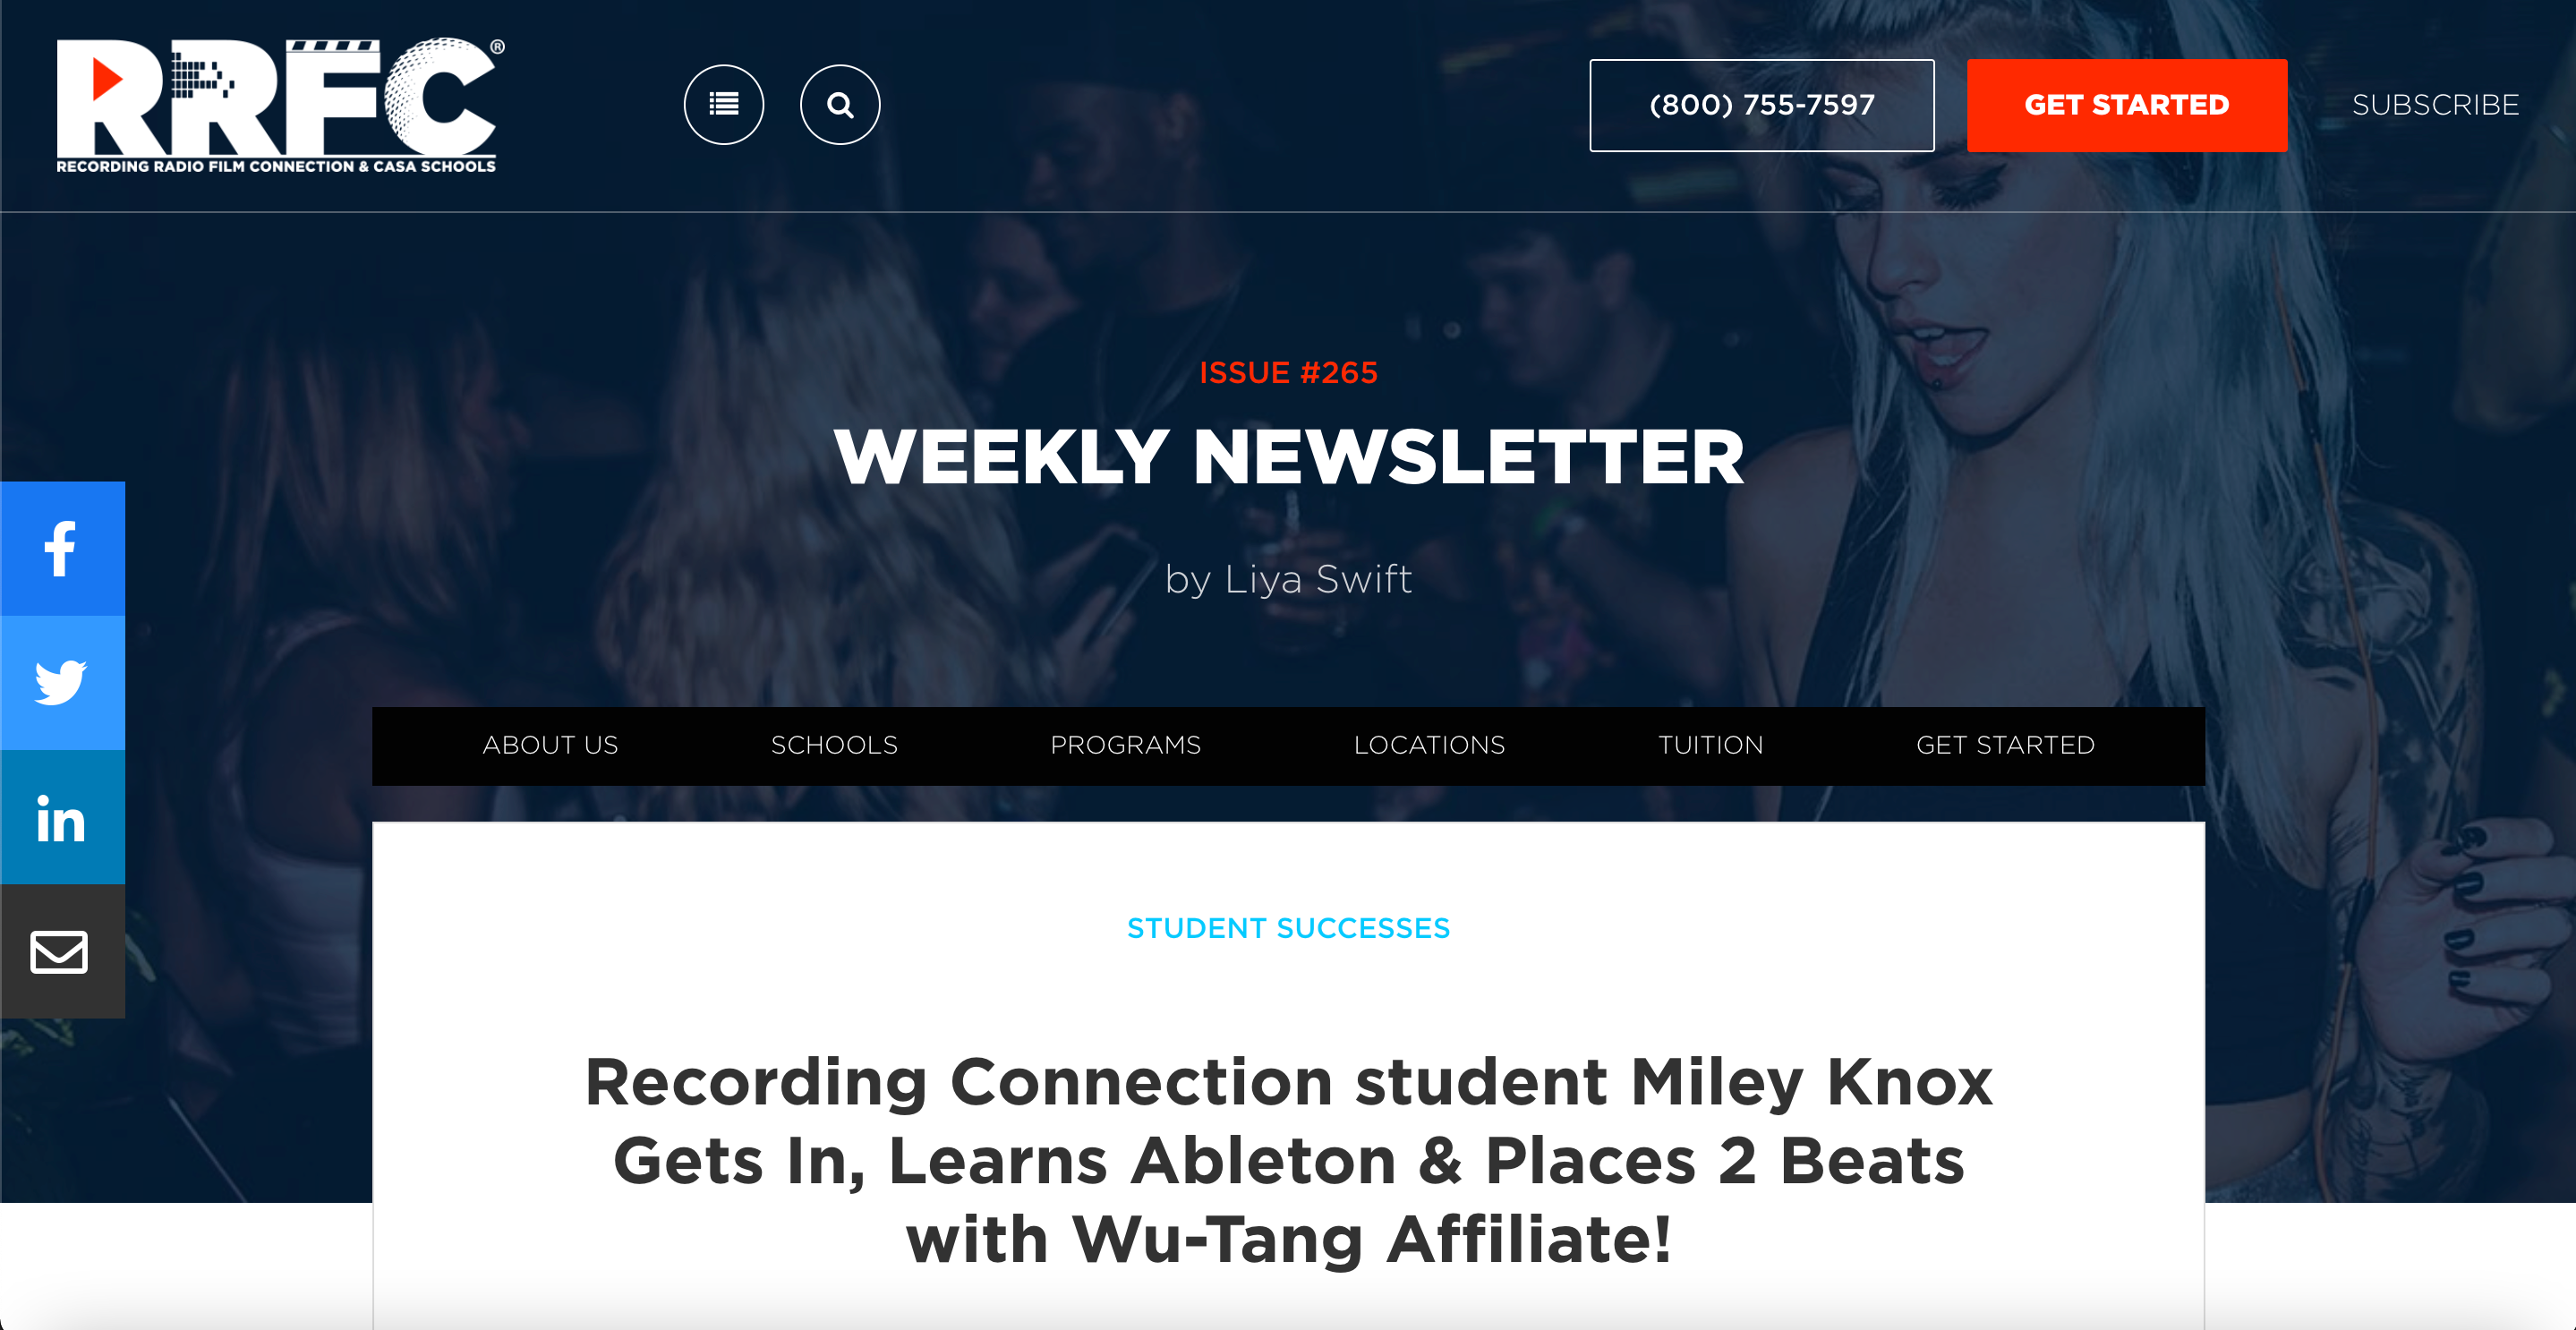 RRFC®
RECORDING RADIO FILM CONNECTION & CASA SCHOOLS
(800) 755-7597
GET STARTED
SUBSCRIBE
ISSUE #265
WEEKLY NEWSLETTER
by Liya Swift
ABOUT US
SCHOOLS
PROGRAMS
LOCATIONS
TUITION
GET STARTED
STUDENT SUCCESSES
Recording Connection student Miley Knox
Gets In, Learns Ableton & Places 2 Beats
with Wu-Tang Affiliate!